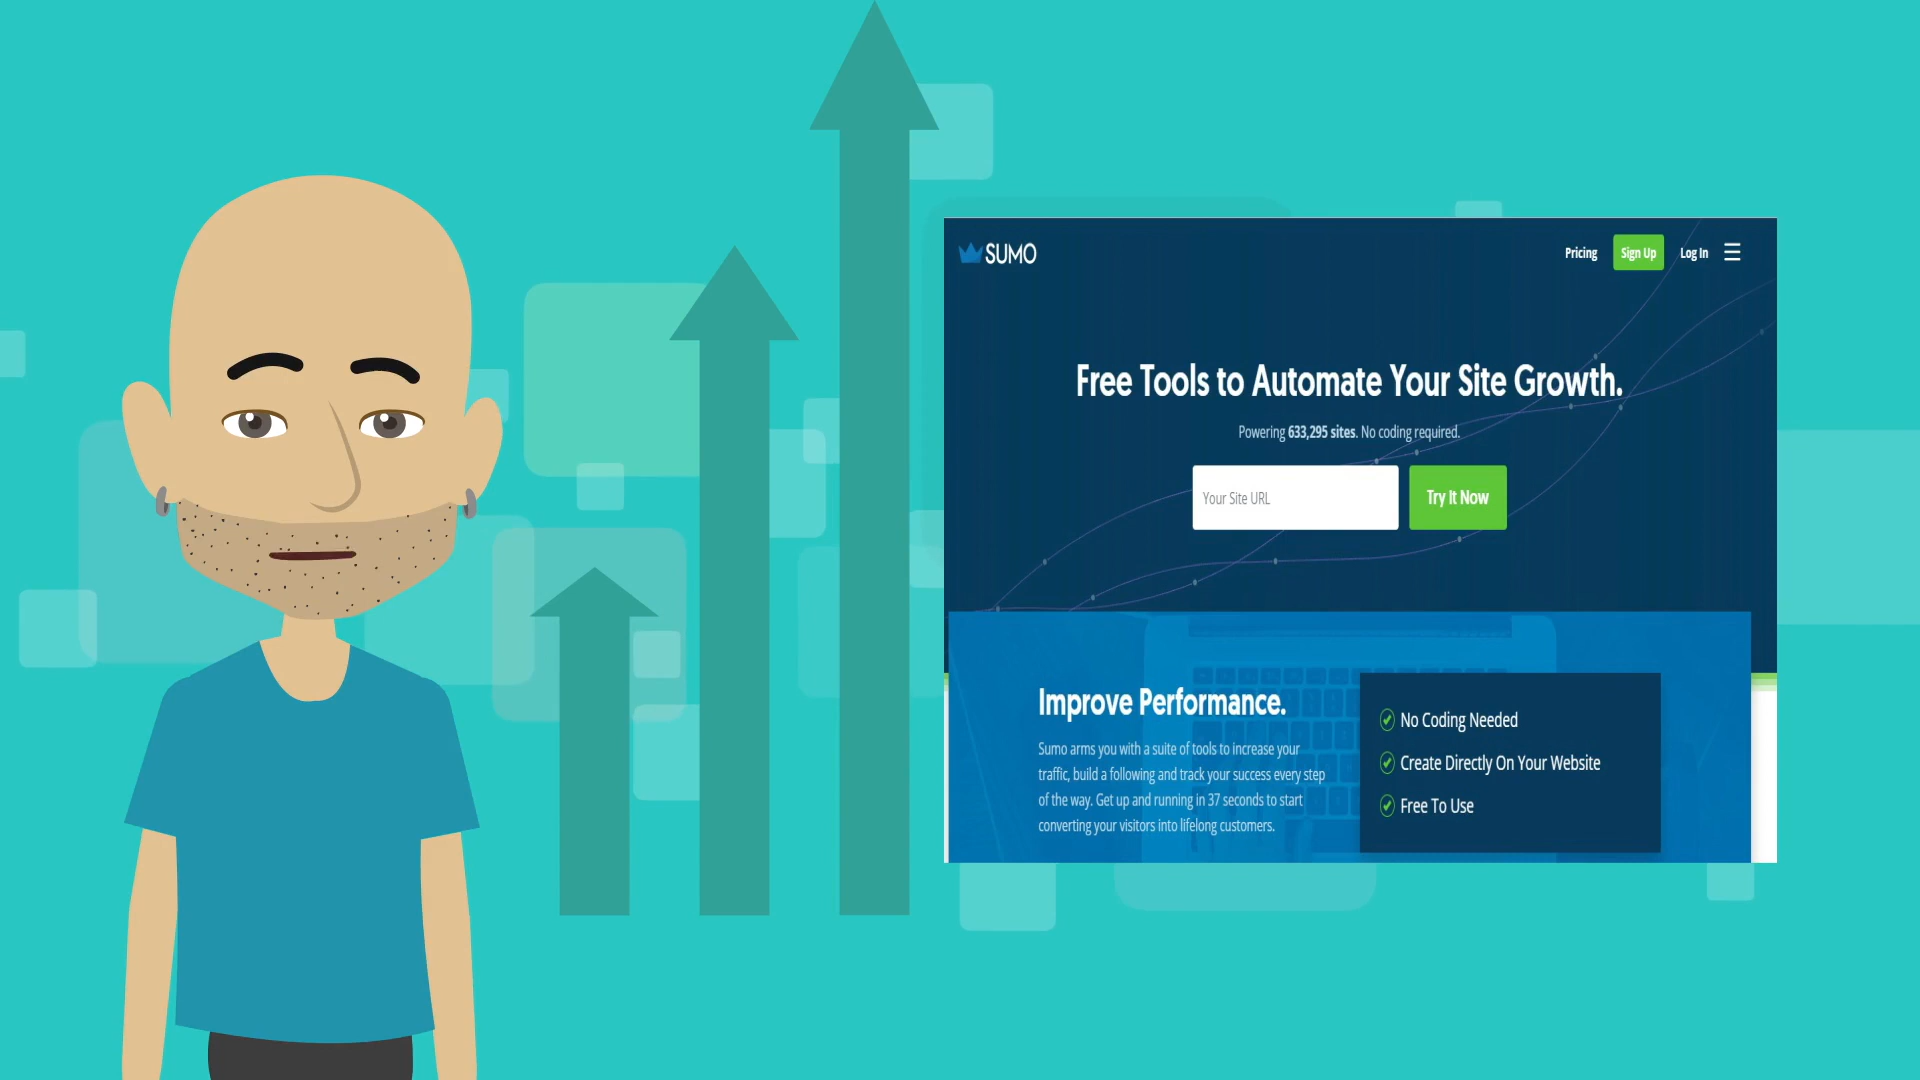 SUMO
Pricing
Sign Up
Log In
Free Tools to Automate Your Site Growth.
Powering 633,295 sites. No coding required.
Your Site URL
Try It Now
Improve Performance.
Sumo arms you with a suite of tools to increase your
traffic, build a following and track your success every step
of the way. Get up and running in 37 seconds to start
converting your visitors into lifelong customers.
No Coding Needed
Create Directly On Your Website
Free To Use